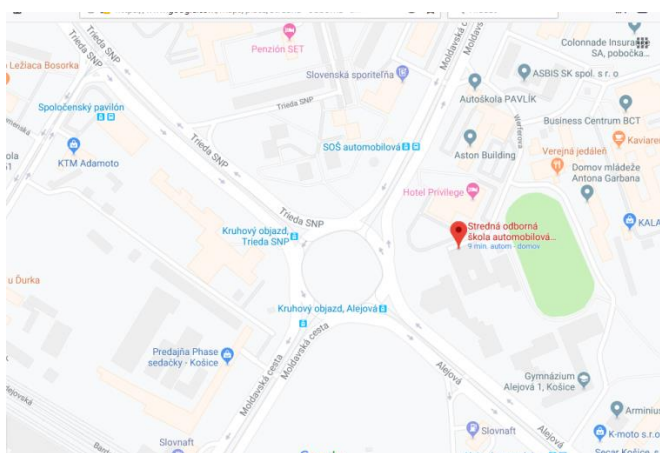 Colonnade Insura
SA, pobočka...
Trieda SNP
Moldavská c
Moldavs
Penzión SET
Ležiaca Bosorka
Slovenská sporiteľňa
ASBIS SK spol. s r. o
Autoškola PAVLÍK
Trieda SNP
Spoločenský pavilón
Werferova
Business Centrum BCT
KTM Adamoto
Trieda SNP
SOŠ automobilová
Kaviare
Aston Building
Verejná jedáleň
Domov mládeže
Antona Garbana
Hotel Privilege
Trieda SNP
Stredná odborná
škola automobilová...
9 min. autom - domov
KALA
Kruhový objazd,
Trieda SNP
u Ďurka
Kruhový objazd, Alejová
Moldavská cesta
Moldavská cesta
Predajňa Phase
sedačky - Košice
Alejová
Gymnázium
Alejová 1, Košice
Arminiu
Slovnaft
Slovnaft
Alejová
K-moto s.r.o